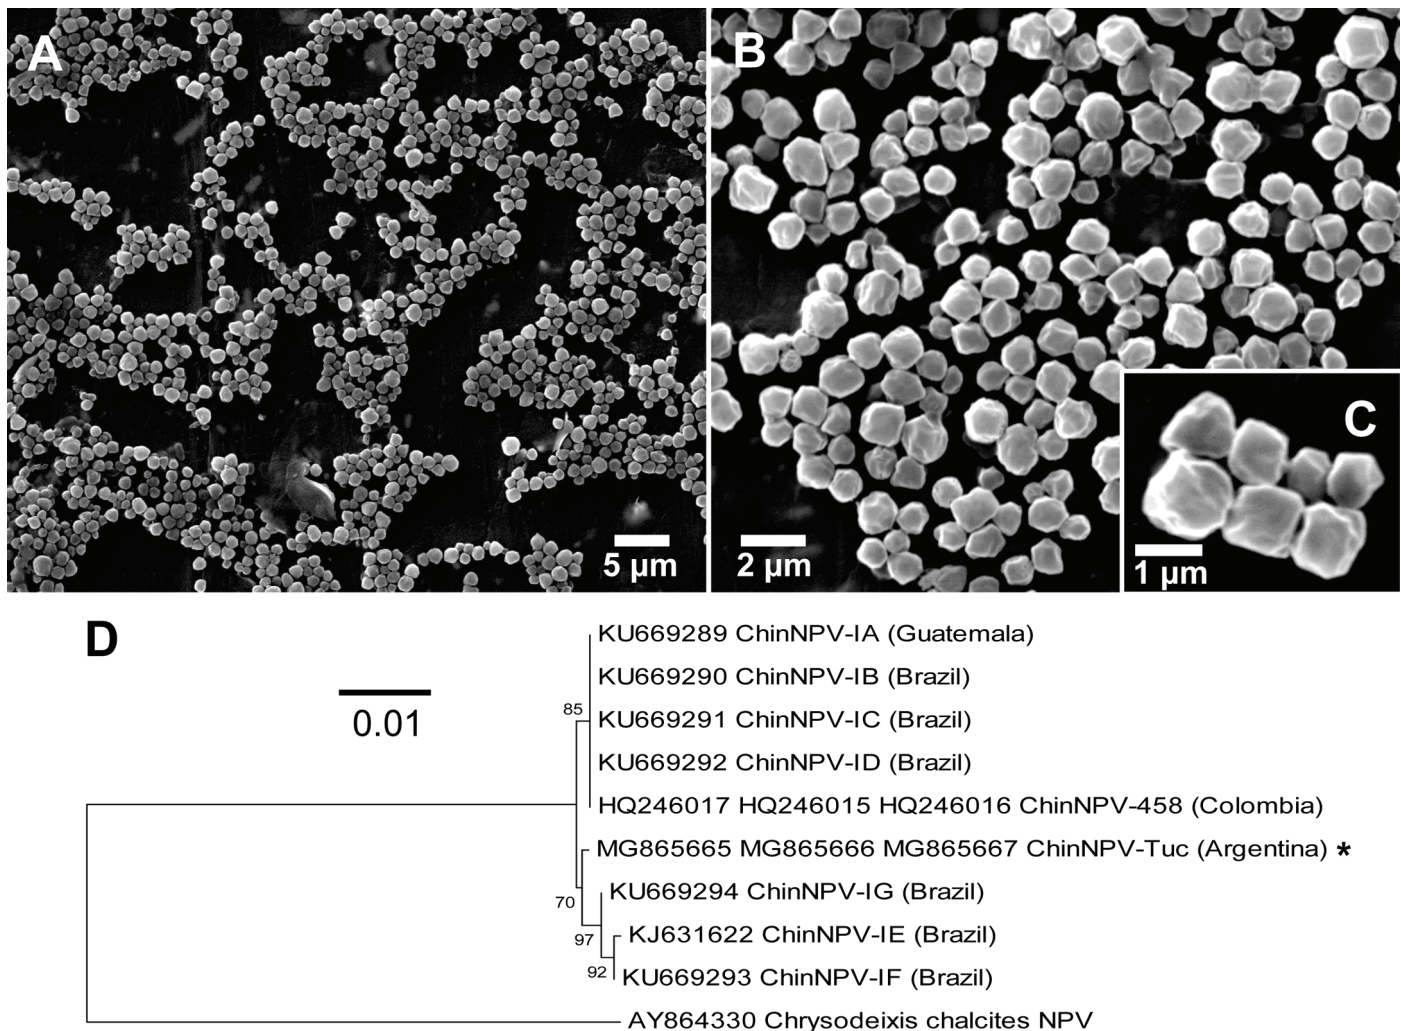 A
B
C
5 µm
2 µm
1 µm
D
0.01
KU669289 ChinNPV-IA (Guatemala)
KU669290 ChinNPV-IB (Brazil)
85
KU669291 ChinNPV-IC (Brazil)
KU669292 ChinNPV-ID (Brazil)
HQ246017 HQ246015 HQ246016 ChinNPV-458 (Colombia)
MG865665 MG865666 MG865667 ChinNPV-Tuc (Argentina) *
70
KU669294 ChinNPV-IG (Brazil)
97
KJ631622 ChinNPV-IE (Brazil)
92
KU669293 ChinNPV-IF (Brazil)
AY864330 Chrysodeixis chalcites NPV